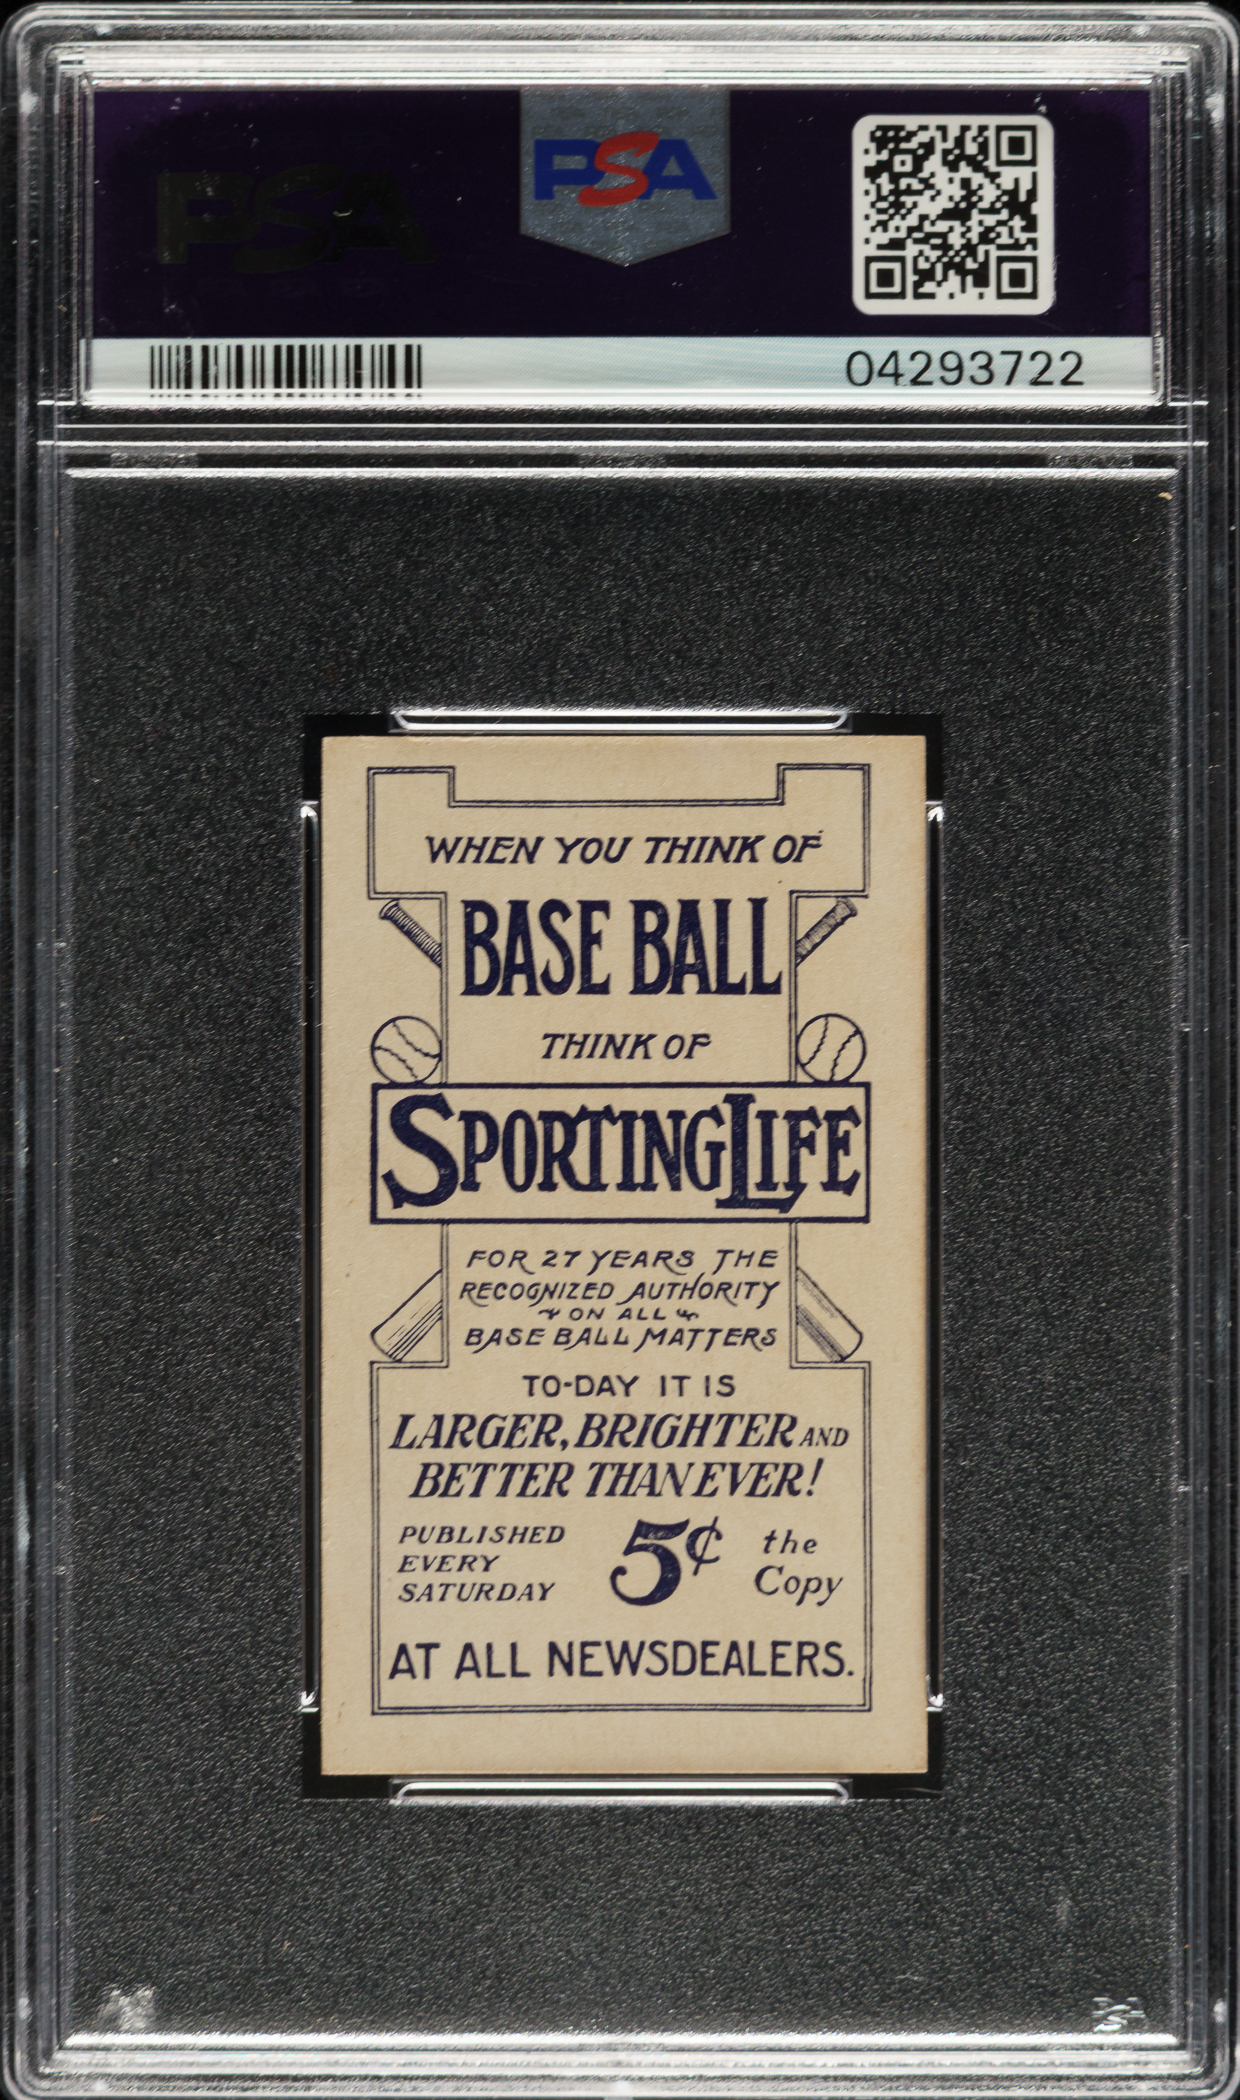 PSA
PSA
04293722
WHEN YOU THINK OF
BASE BALL
THINK OF
SPORTING LIFE
FOR 27 YEARS THE
RECOGNIZED AUTHORITY
ON ALL
BASE BALL MATTERS
TO-DAY IT IS
LARGER, BRIGHTER AND
BETTER THAN EVER!
PUBLISHED
EVERY
SATURDAY
5¢ the
Copy
AT ALL NEWSDEALERS.
PSA